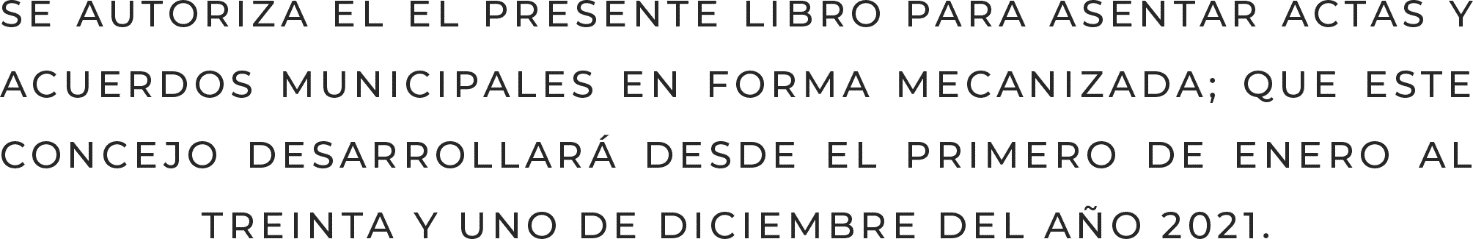 SE AUTORIZA EL EL PRESENTE LIBRO PARA ASENTAR ACTAS Y
ACUERDOS MUNICIPALES EN FORMA MECANIZADA; QUE ESTE
CONCEJO DESARROLLARÁ DESDE EL PRIMERO DE ENERO AL
TREINTA Y UNO DE DICIEMBRE DEL AÑO 2021.